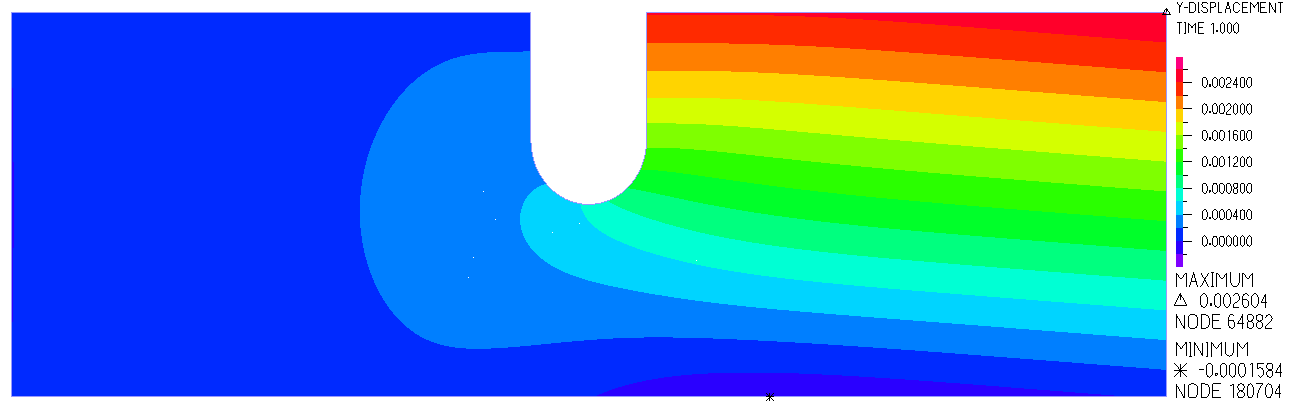 Y-DISPLACEMENT
TIME 1.000
0.002400
0.002000
0.001600
0.001200
0.000800
0.000400
0.000000
MAXIMUM
△ 0.002604
NODE 64882
MINIMUM
✳ -0.0001584
NODE 180704